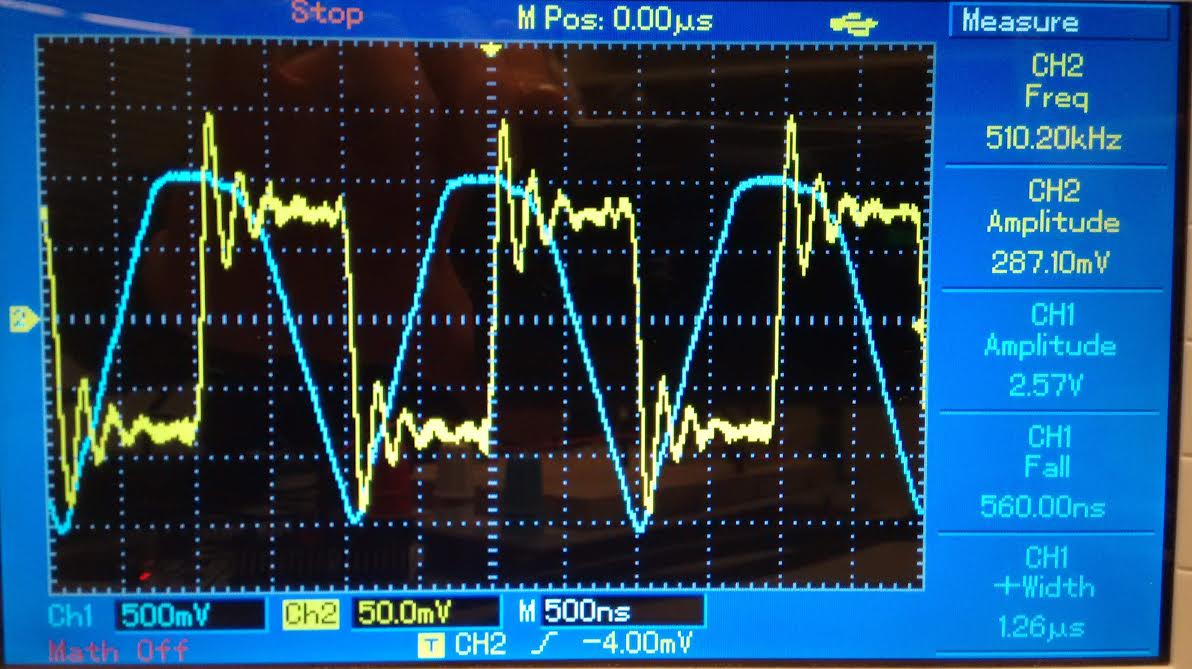 Stop
M Pos: 0.00µs
Measure
CH2
Freq
510.20kHz
CH2
Amplitude
287.10mV
CH1
Amplitude
2.57V
CH1
Fall
560.00ns
CH1
+Width
1.26µs
2
Ch1 500mV Ch2 50.0mV M 500ns
Math Off T CH2 -4.00mV